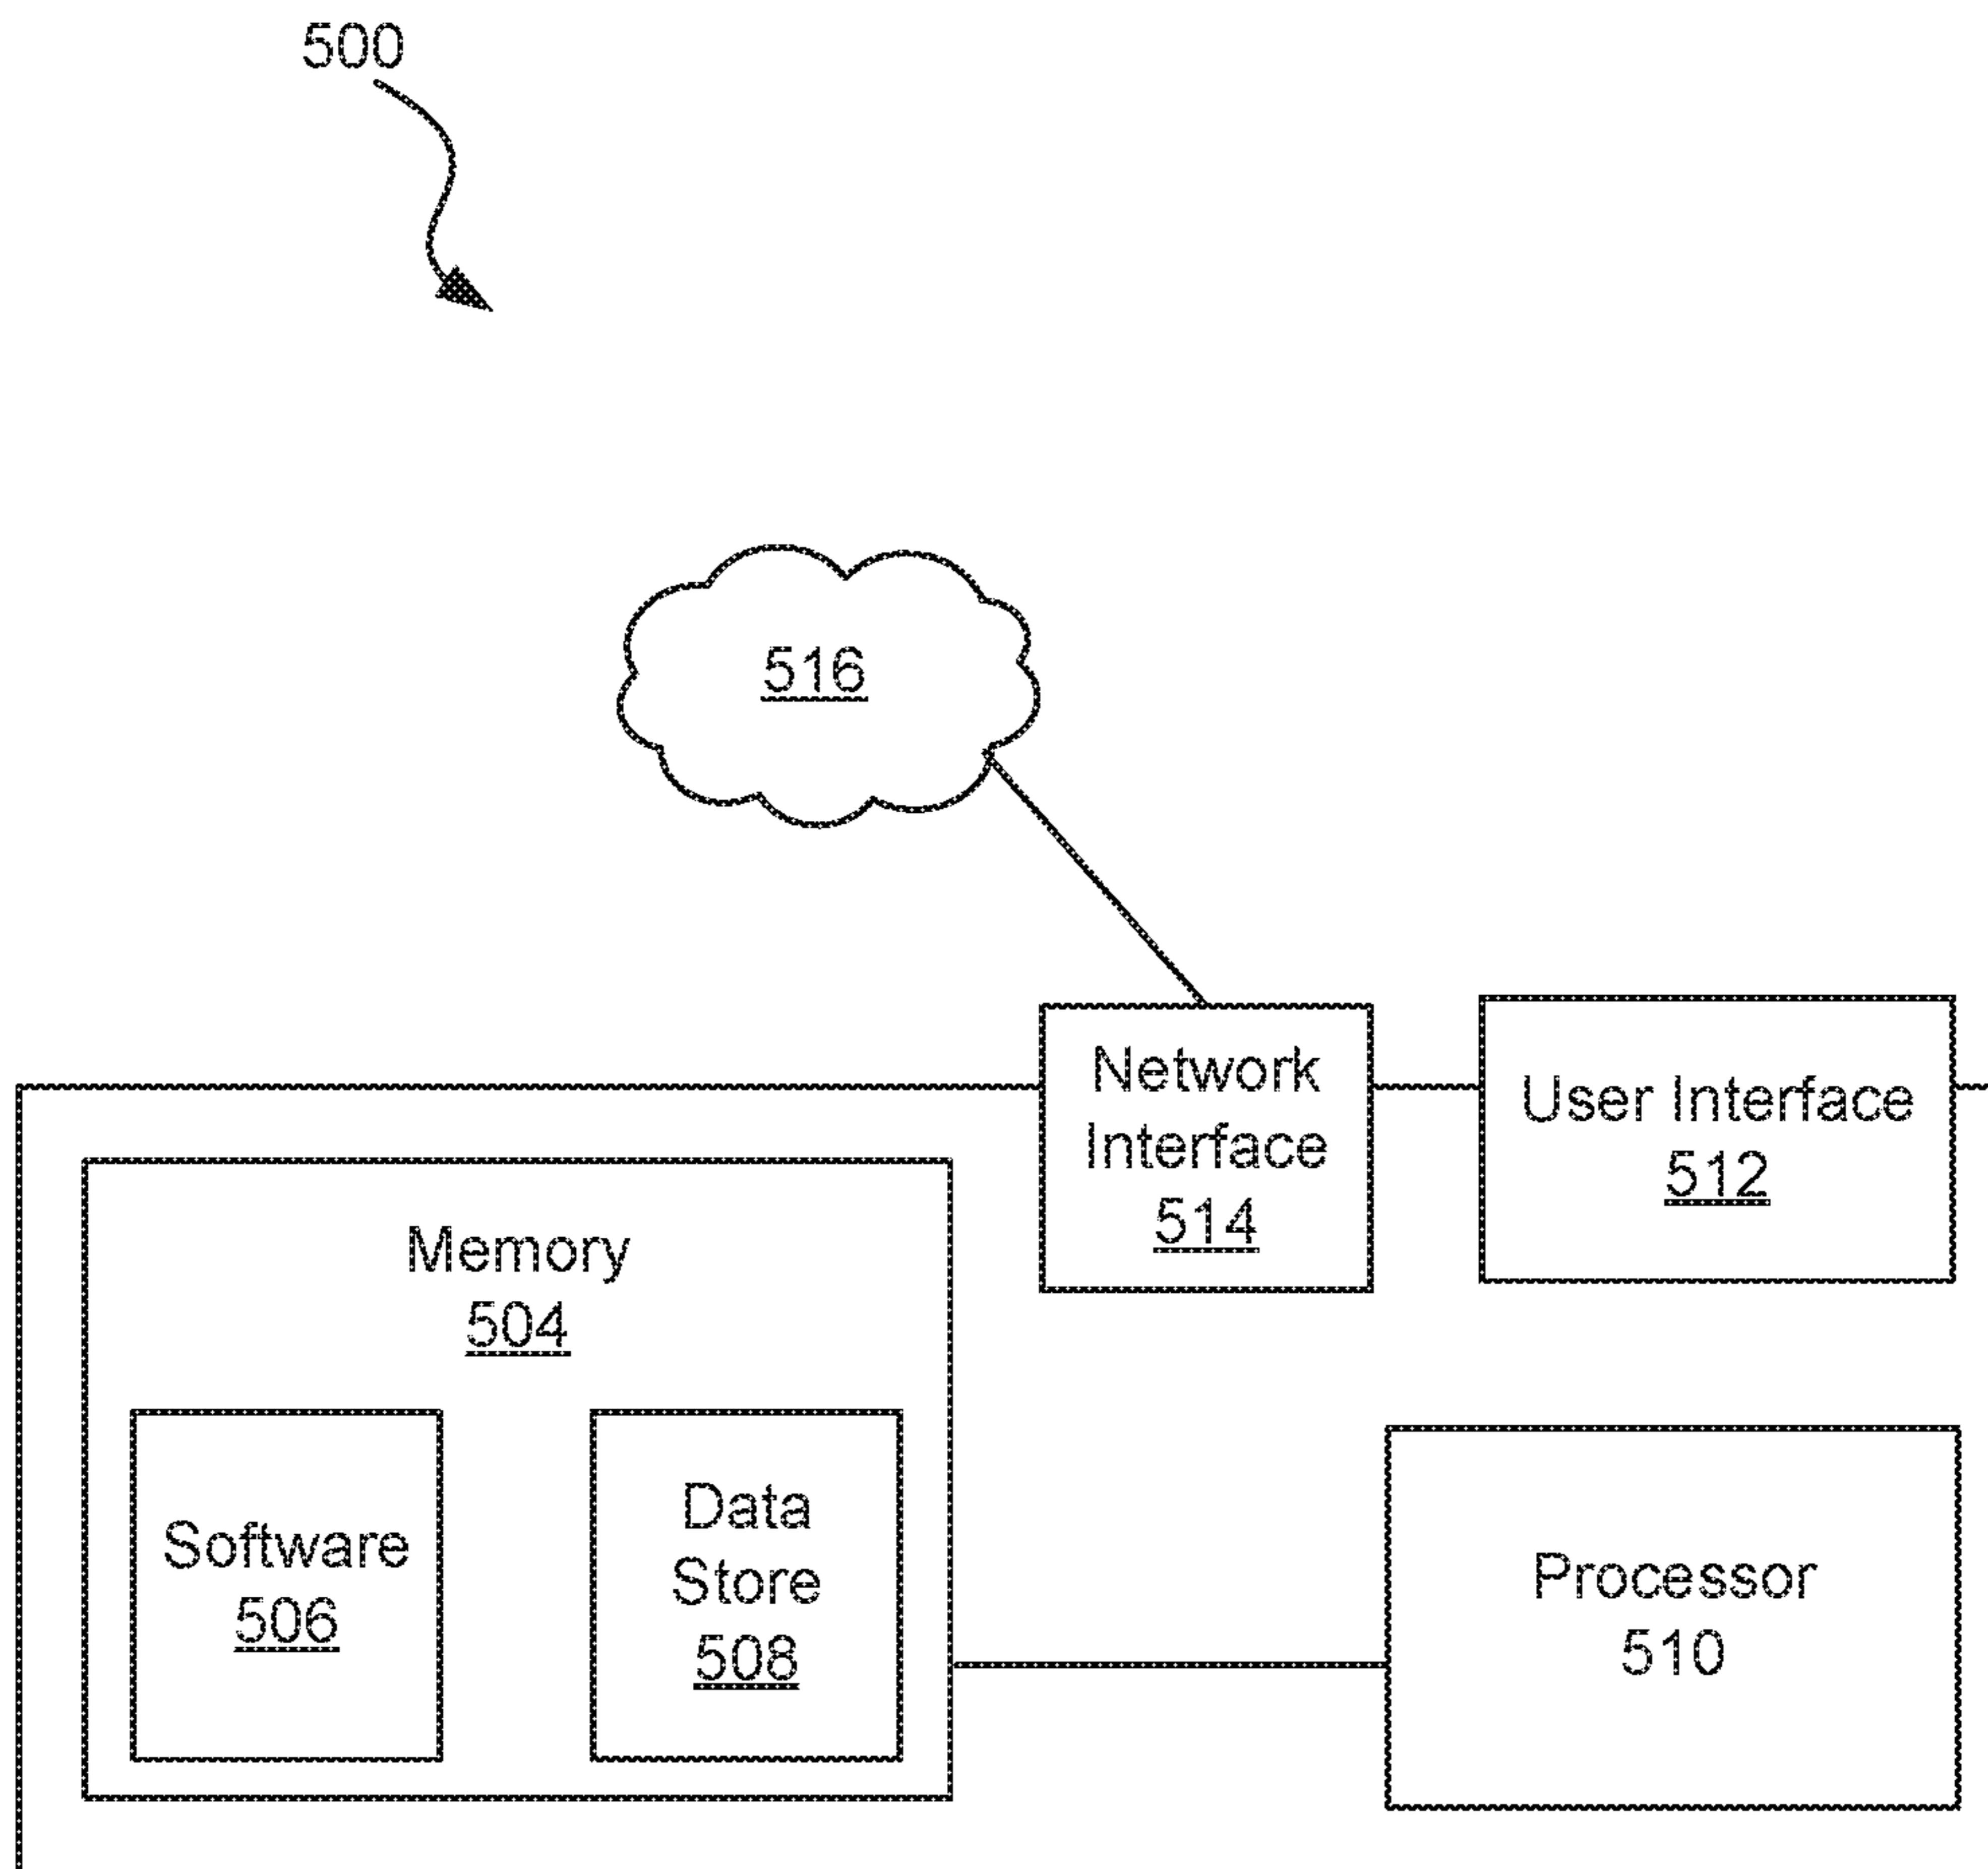 500
516
Network
Interface
514
User Interface
512
Memory
504
Software
506
Data
Store
508
Processor
510